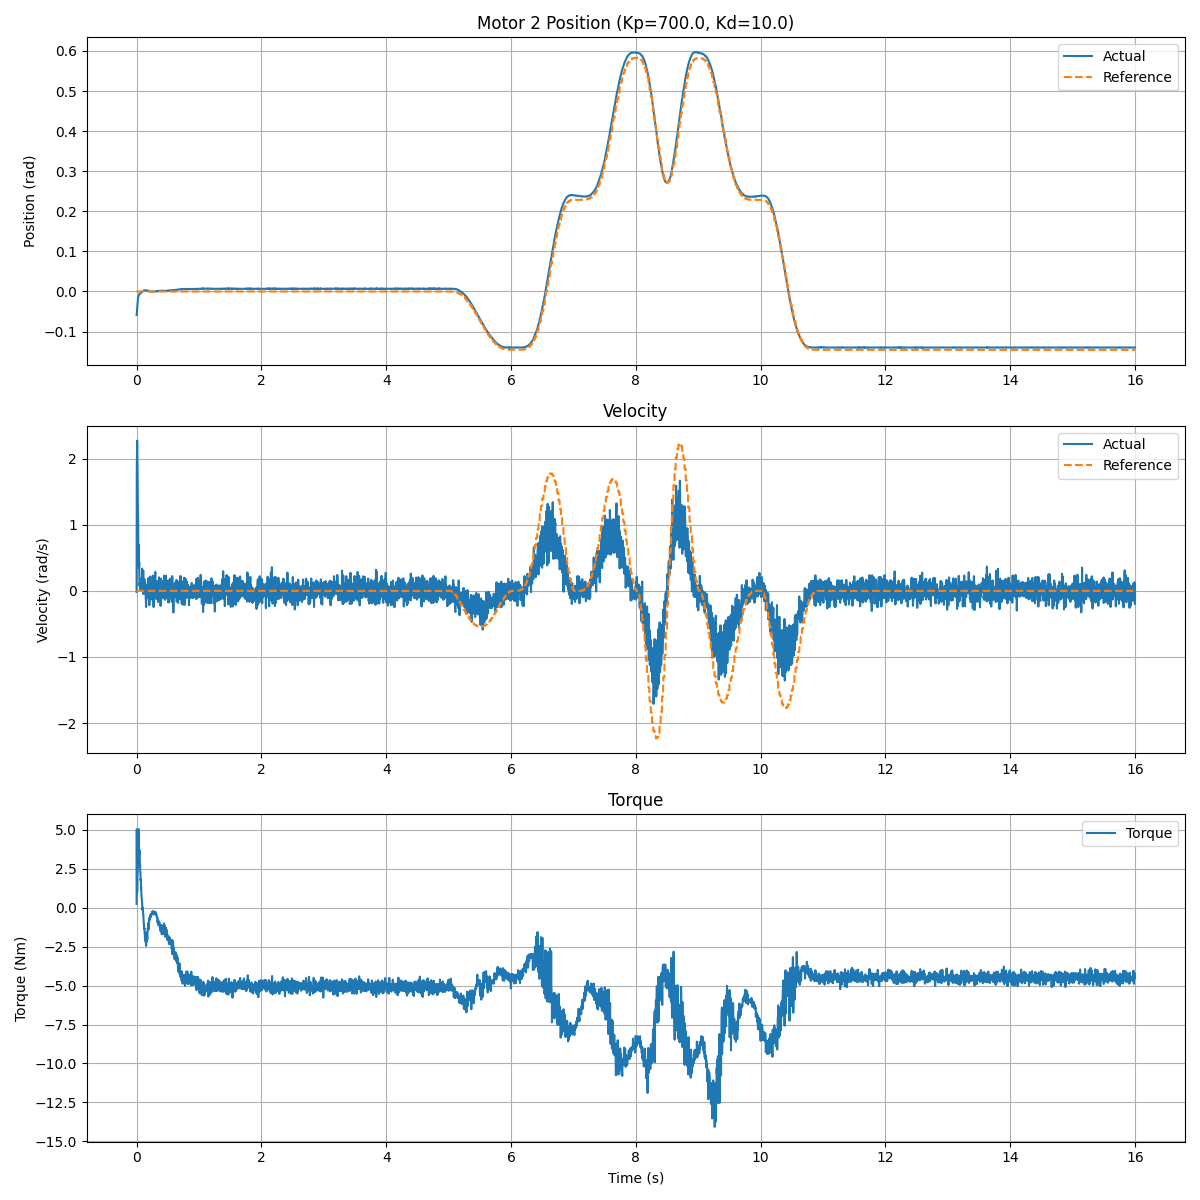 Motor 2 Position (Kp=700.0, Kd=10.0)
0.6
0.5
0.4
0.3
0.2
0.1
0.0
−0.1
Position (rad)
Actual
Reference
0 2 4 6 8 10 12 14 16
Velocity
2
1
0
−1
−2
Velocity (rad/s)
Actual
Reference
0 2 4 6 8 10 12 14 16
Torque
5.0
2.5
0.0
−2.5
−5.0
−7.5
−10.0
−12.5
−15.0
Torque (Nm)
Torque
0 2 4 6 8 10 12 14 16
Time (s)